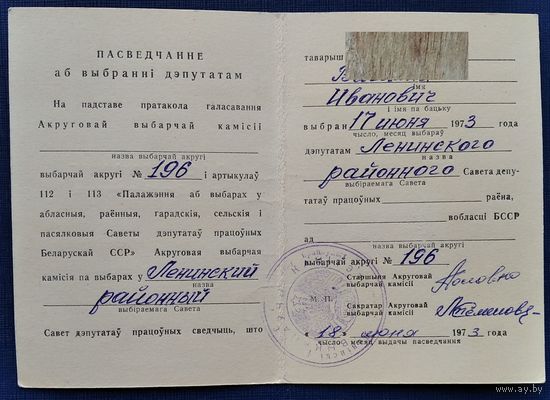 ПАСВЕДЧАННЕ
аб выбранні дэпутатам
На падставе пратакола галасавання
Акруговай выбарчай камісіі
назва выбарчай акругі
выбарчай акругі № 196 і артыкулаў
112 і 113 «Палажэння аб выбарах у
абласныя, раённыя, гарадскія, сельскія і
пасялковыя Саветы дэпутатаў працоўных
Беларускай ССР» Акруговая выбарчая
камісія па выбарах у Ленинский
назва
районный
выбіраемага Савета
Савет дэпутатаў працоўных сведчыць, што
таварыш
імя
Иванович
і імя па бацьку
выбран 17 июня 1973 года
чысло, месяц выбараў
дэпутатам Ленинского
назва
районного Савета дэпу-
выбіраемага Савета
татаў працоўных раёна,
вобласці БССР
ад
назва выбарчай акругі
выбарчай акругі № 196
Старшыня Акруговай
выбарчай камісіі
М. П.
Сакратар Акруговай
выбарчай камісіі
«18» июня 1973 года
чысло, месяц выдачы пасведчання
www.ay.by